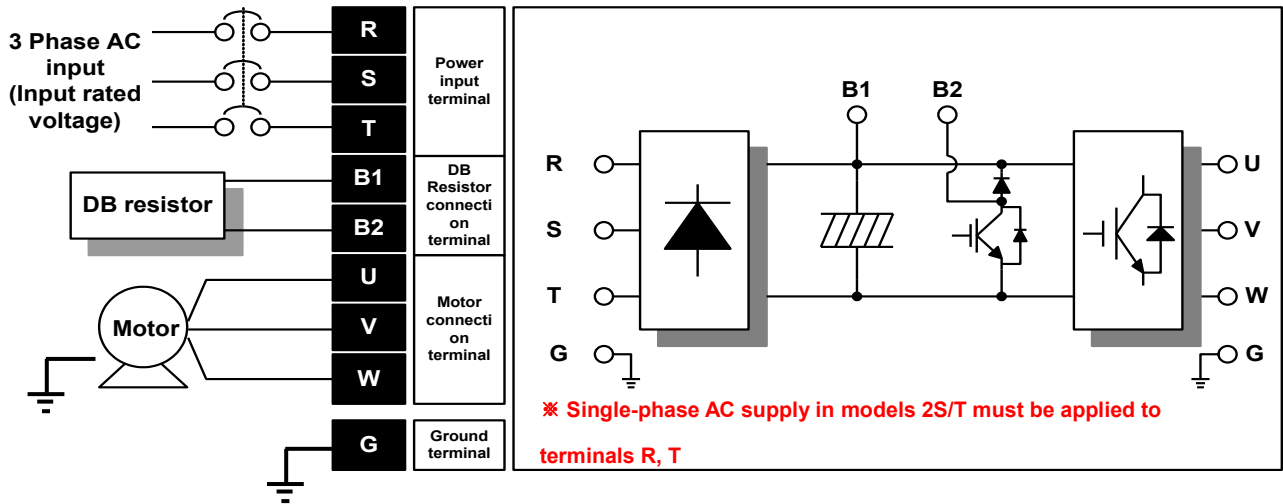 3 Phase AC
input
(Input rated
voltage)
R
S
T
Power
input
terminal
DB resistor
B1
B2
DB
Resistor
connecti
on
terminal
Motor
U
V
W
Motor
connecti
on
terminal
G
Ground
terminal
B1 B2
R
S
T
G
U
V
W
G
※ Single-phase AC supply in models 2S/T must be applied to
terminals R, T